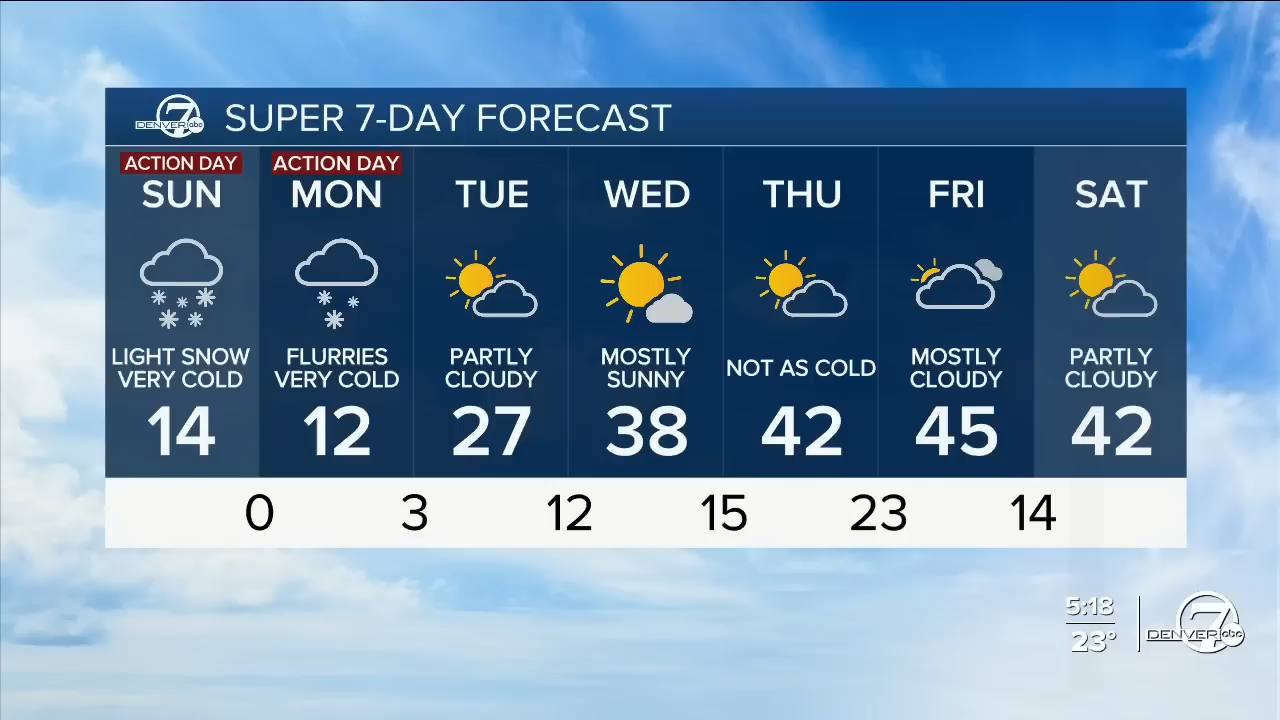 DENVER 7 abc
SUPER 7-DAY FORECAST
ACTION DAY
SUN
LIGHT SNOW
VERY COLD
14
ACTION DAY
MON
FLURRIES
VERY COLD
12
TUE
PARTLY
CLOUDY
27
WED
MOSTLY
SUNNY
38
THU
NOT AS COLD
42
FRI
MOSTLY
CLOUDY
45
SAT
PARTLY
CLOUDY
42
0 3 12 15 23 14
5:18
23°
DENVER 7 abc